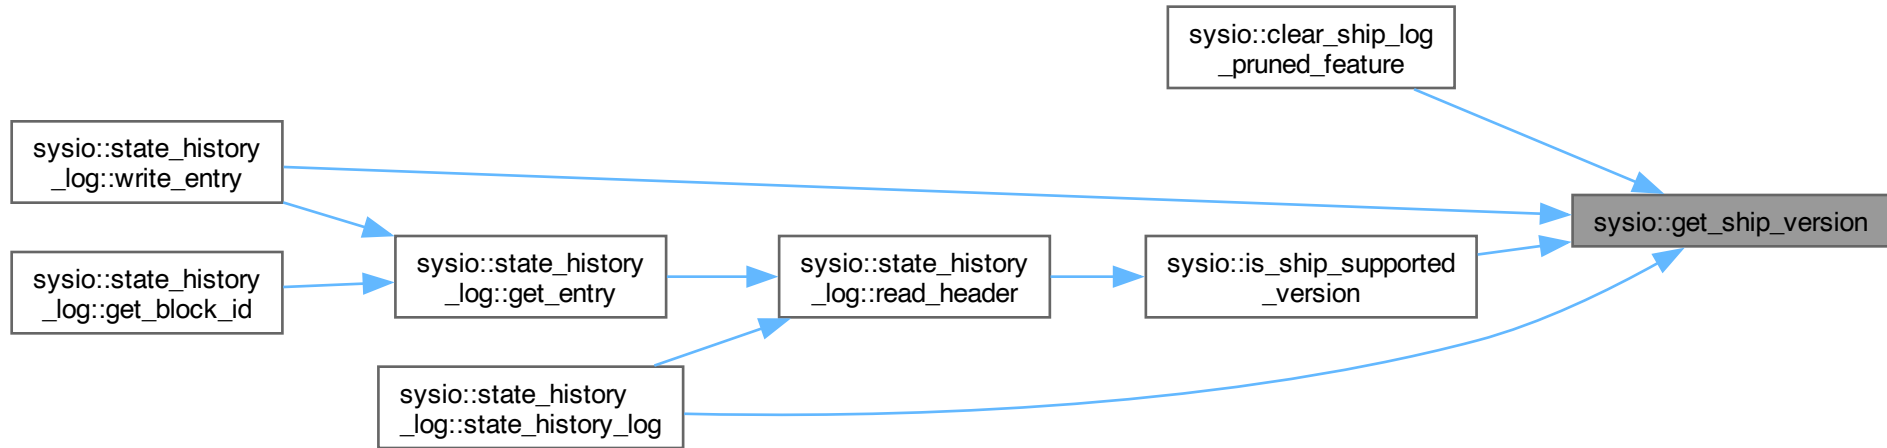 sysio::clear_ship_log
_pruned_feature
sysio::state_history
_log::write_entry
sysio::get_ship_version
sysio::state_history
_log::get_entry
sysio::state_history
_log::read_header
sysio::is_ship_supported
_version
sysio::state_history
_log::get_block_id
sysio::state_history
_log::state_history_log